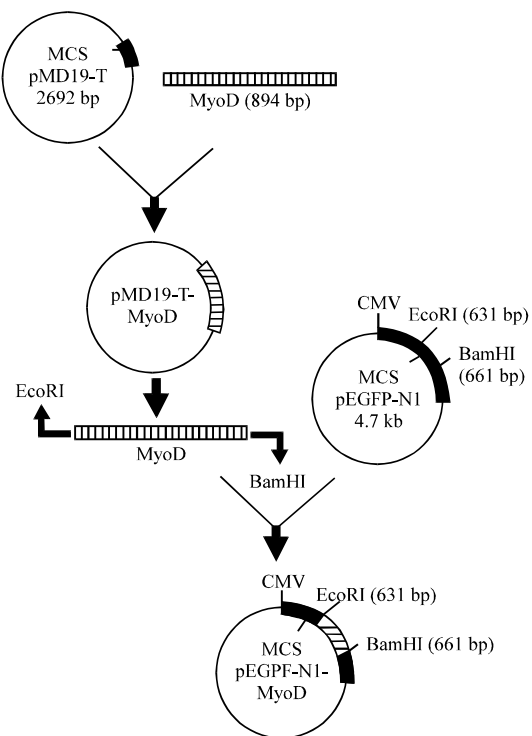 MCS
pMD19-T
2692 bp
MyoD (894 bp)
pMD19-T-
MyoD
CMV
EcoRI (631 bp)
BamHI
(661 bp)
MCS
pEGFP-N1
4.7 kb
EcoRI
MyoD
BamHI
CMV
EcoRI (631 bp)
BamHI (661 bp)
MCS
pEGPF-N1-
MyoD